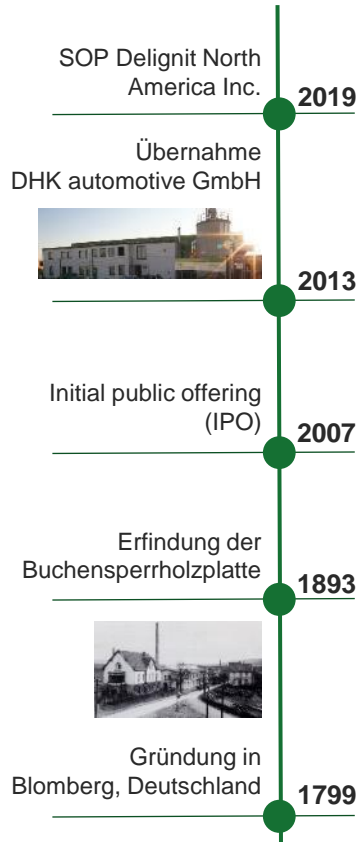 SOP Delignit North
America Inc.
2019
Übernahme
DHK automotive GmbH
2013
Initial public offering
(IPO)
2007
Erfindung der
Buchensperrholzplatte
1893
Gründung in
Blomberg, Deutschland
1799